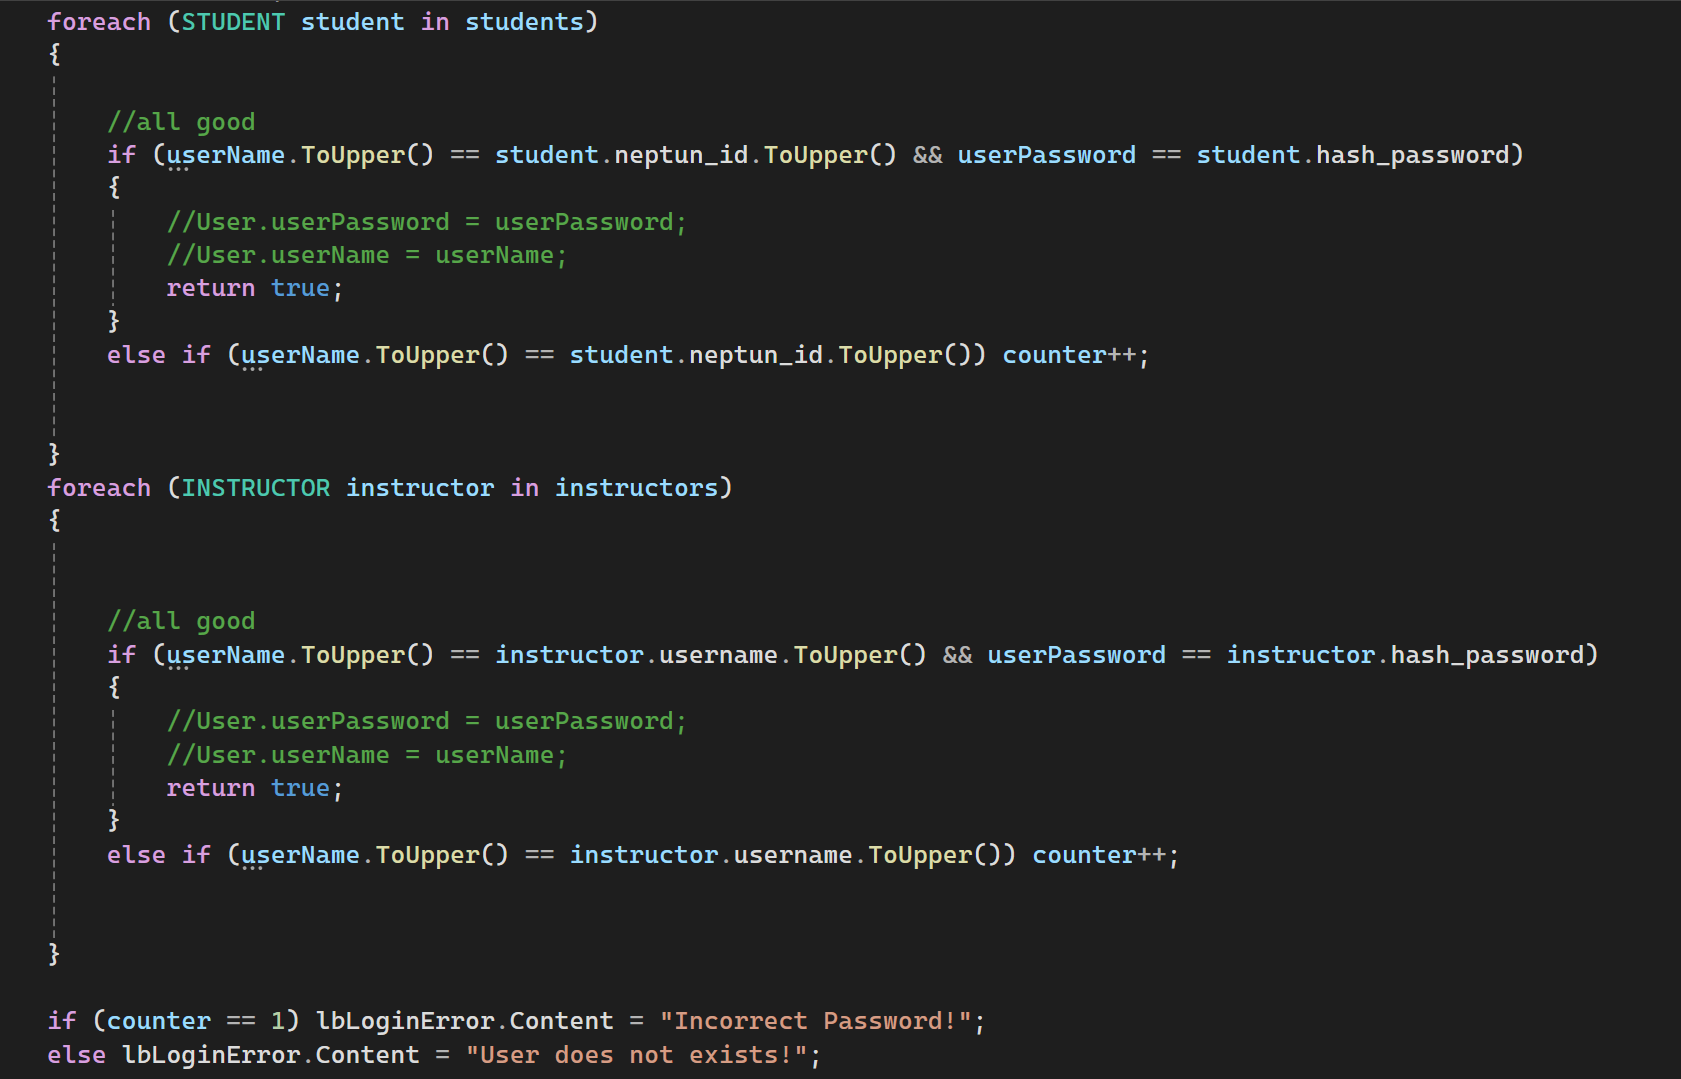 foreach (STUDENT student in students)
{
//all good
if (userName.ToUpper() == student.neptun_id.ToUpper() && userPassword == student.hash_password)
{
//User.userPassword = userPassword;
//User.userName = userName;
return true;
}
else if (userName.ToUpper() == student.neptun_id.ToUpper()) counter++;
}
foreach (INSTRUCTOR instructor in instructors)
{
//all good
if (userName.ToUpper() == instructor.username.ToUpper() && userPassword == instructor.hash_password)
{
//User.userPassword = userPassword;
//User.userName = userName;
return true;
}
else if (userName.ToUpper() == instructor.username.ToUpper()) counter++;
}
if (counter == 1) lbLoginError.Content = "Incorrect Password!";
else lbLoginError.Content = "User does not exists!";